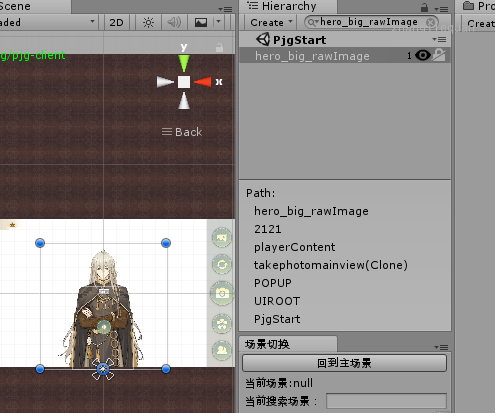 Scene
Hierarchy
Pro
aded
2D
Create
hero_big_rawImage
Creat
PjgStart
g/pjg-client
hero_big_rawImage
1
y
x
Back
Path:
hero_big_rawImage
2121
playerContent
takephotomainview(Clone)
POPUP
UIROOT
PjgStart
场景切换
回到主场景
当前场景:null
当前搜索场景：